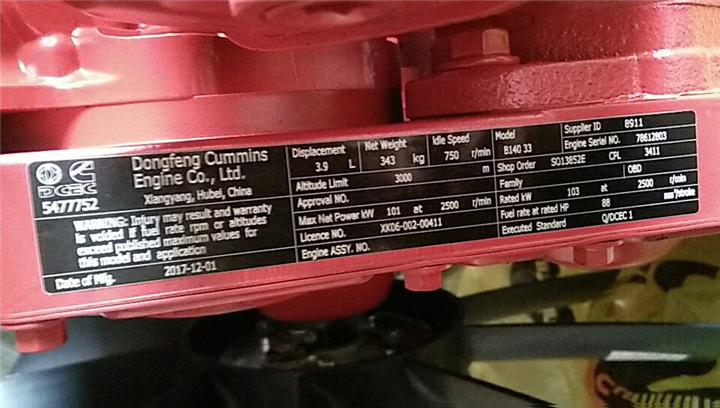 DCEC
5477752
Dongfeng Cummins
Engine Co., Ltd.
Xiangyang, Hubei, China
WARNING: Injury may result and warranty
is voided if fuel rate rpm or altitudes
exceed published maximum values for
this model and application
Date of Mfg. 2017-12-01
Displacement 3.9 L Net Weight 343 kg Idle Speed 750 r/min
Altitude Limit 3000 m
Approval NO.
Max Net Power kW 101 at 2500 r/min
Licence NO. XK06-002-00411
Engine ASSY. NO.
Model B140 33 Supplier ID 8911
Engine Serial NO. 78612803
Shop Order SO13852E CPL 3411
Family OBD
Rated kW 103 at 2500 r/min
Fuel rate at rated HP 88 mm³/stroke
Executed Standard Q/DCEC 1